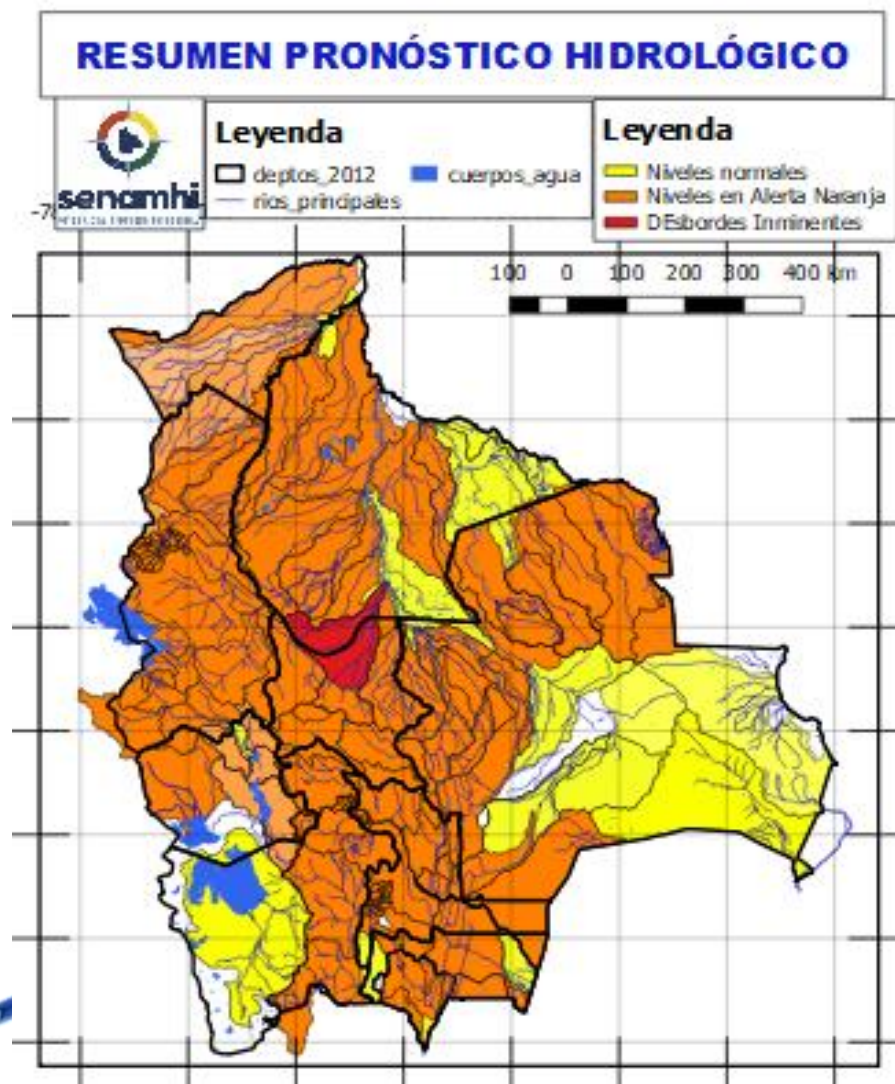 RESUMEN PRONÓSTICO HIDROLÓGICO
senamhi
Leyenda
deptos_2012
cuerpos_agua
rios_principales
Leyenda
Niveles normales
Niveles en Alerta Naranja
DEsbordes Inminentes
100 0 100 200 300 400 km